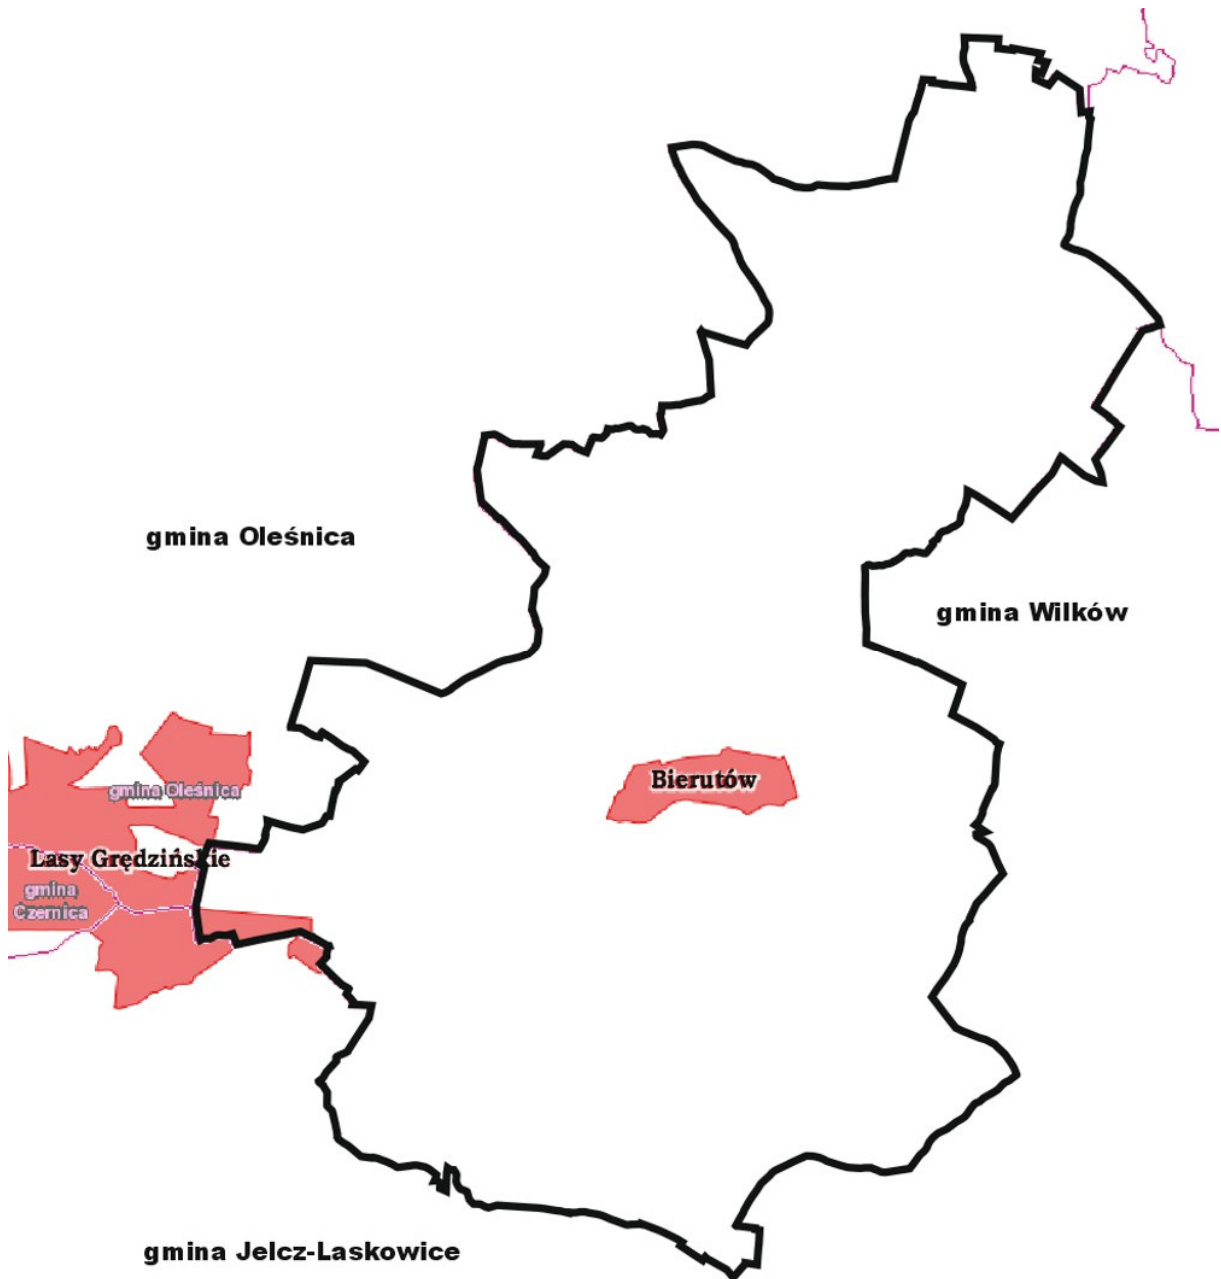 gmina Oleśnica
gmina Wilków
Bierutów
gmina Oleśnica
Lasy Grędzińskie
gmina
Czernica
gmina Jelcz-Laskowice